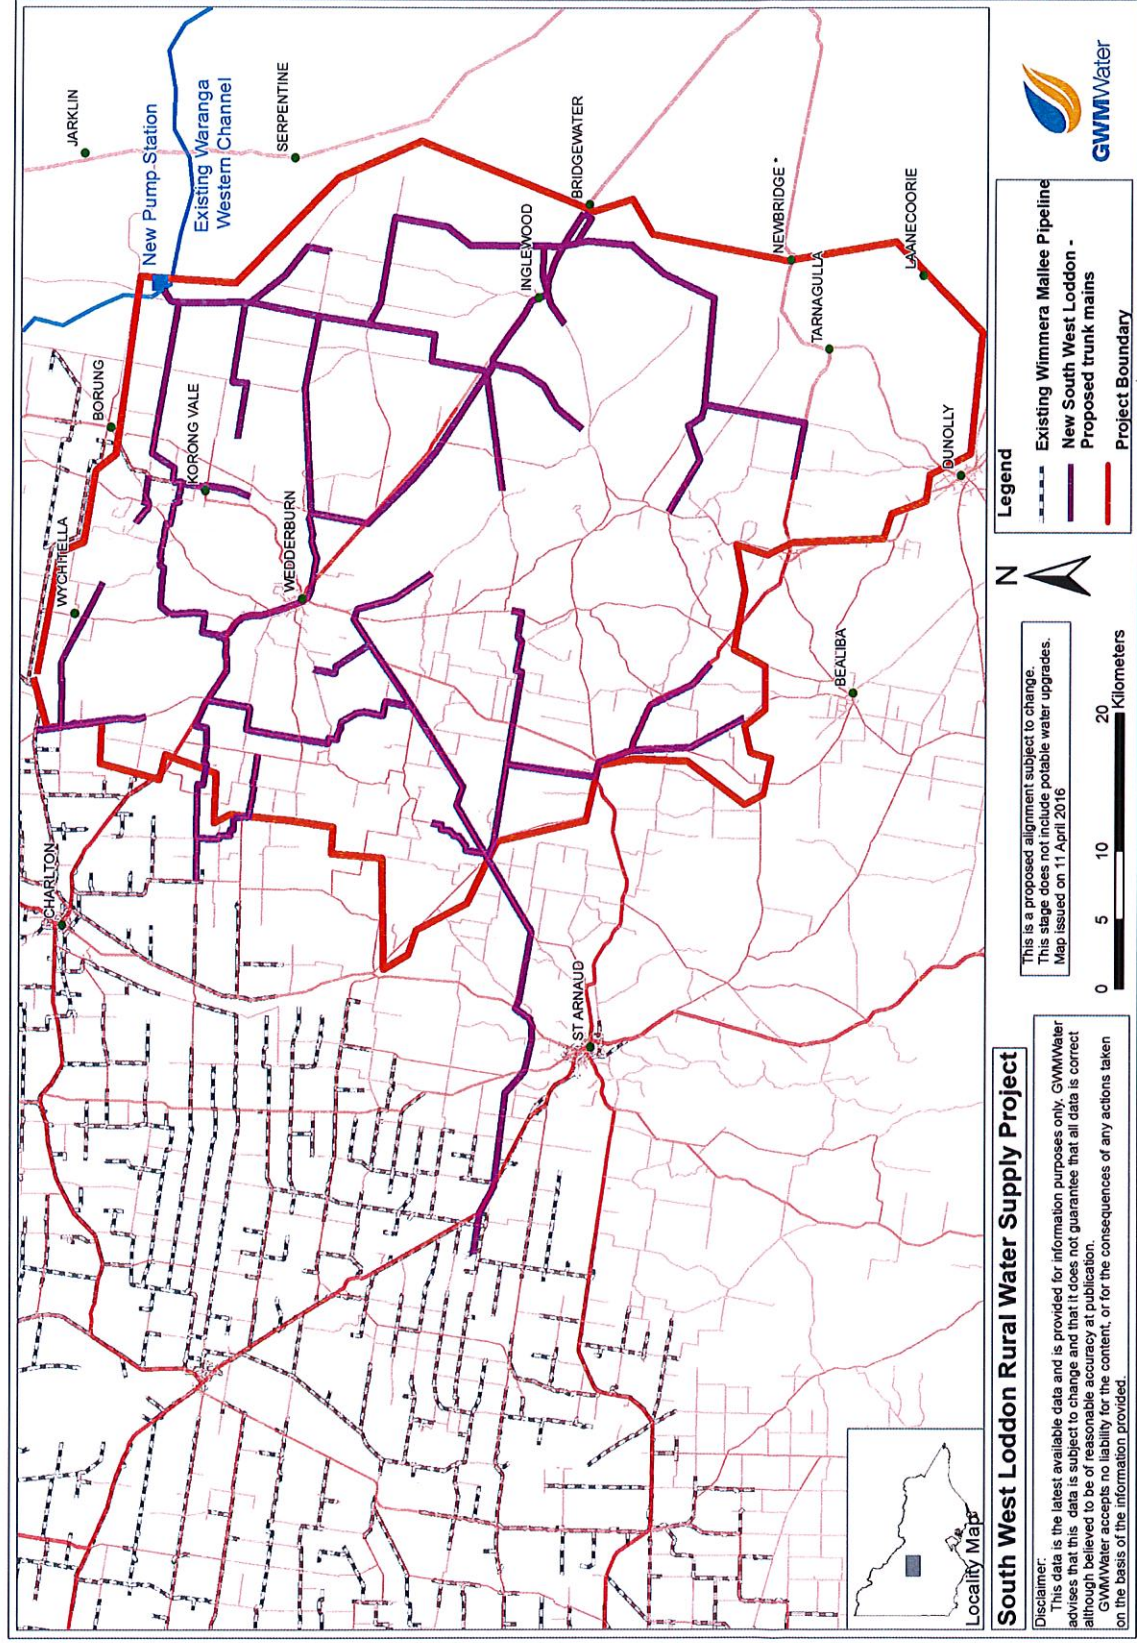 JARKLIN
New Pump Station
SERPENTINE
Existing Waranga
Western Channel
BORUNG
WYCHITELLA
KORONG VALE
CHARLTON
WEDDERBURN
INGLEWOOD
BRIDGEWATER
NEWBRIDGE
TARNAGULLA
LAANECOORIE
DUNOLLY
BEALIBA
ST ARNAUD
Locality Map
South West Loddon Rural Water Supply Project
Disclaimer:
This data is the latest available data and is provided for information purposes only. GWMWater
advises that this data is subject to change and that it does not guarantee that all data is correct
although believed to be of reasonable accuracy at publication.
GWMWater accepts no liability for the content, or for the consequences of any actions taken
on the basis of the information provided.
This is a proposed alignment subject to change.
This stage does not include potable water upgrades.
Map issued on 11 April 2016
0 5 10 20
Kilometers
N
Legend
Existing Wimmera Mallee Pipeline
New South West Loddon -
Proposed trunk mains
Project Boundary
GWMWater